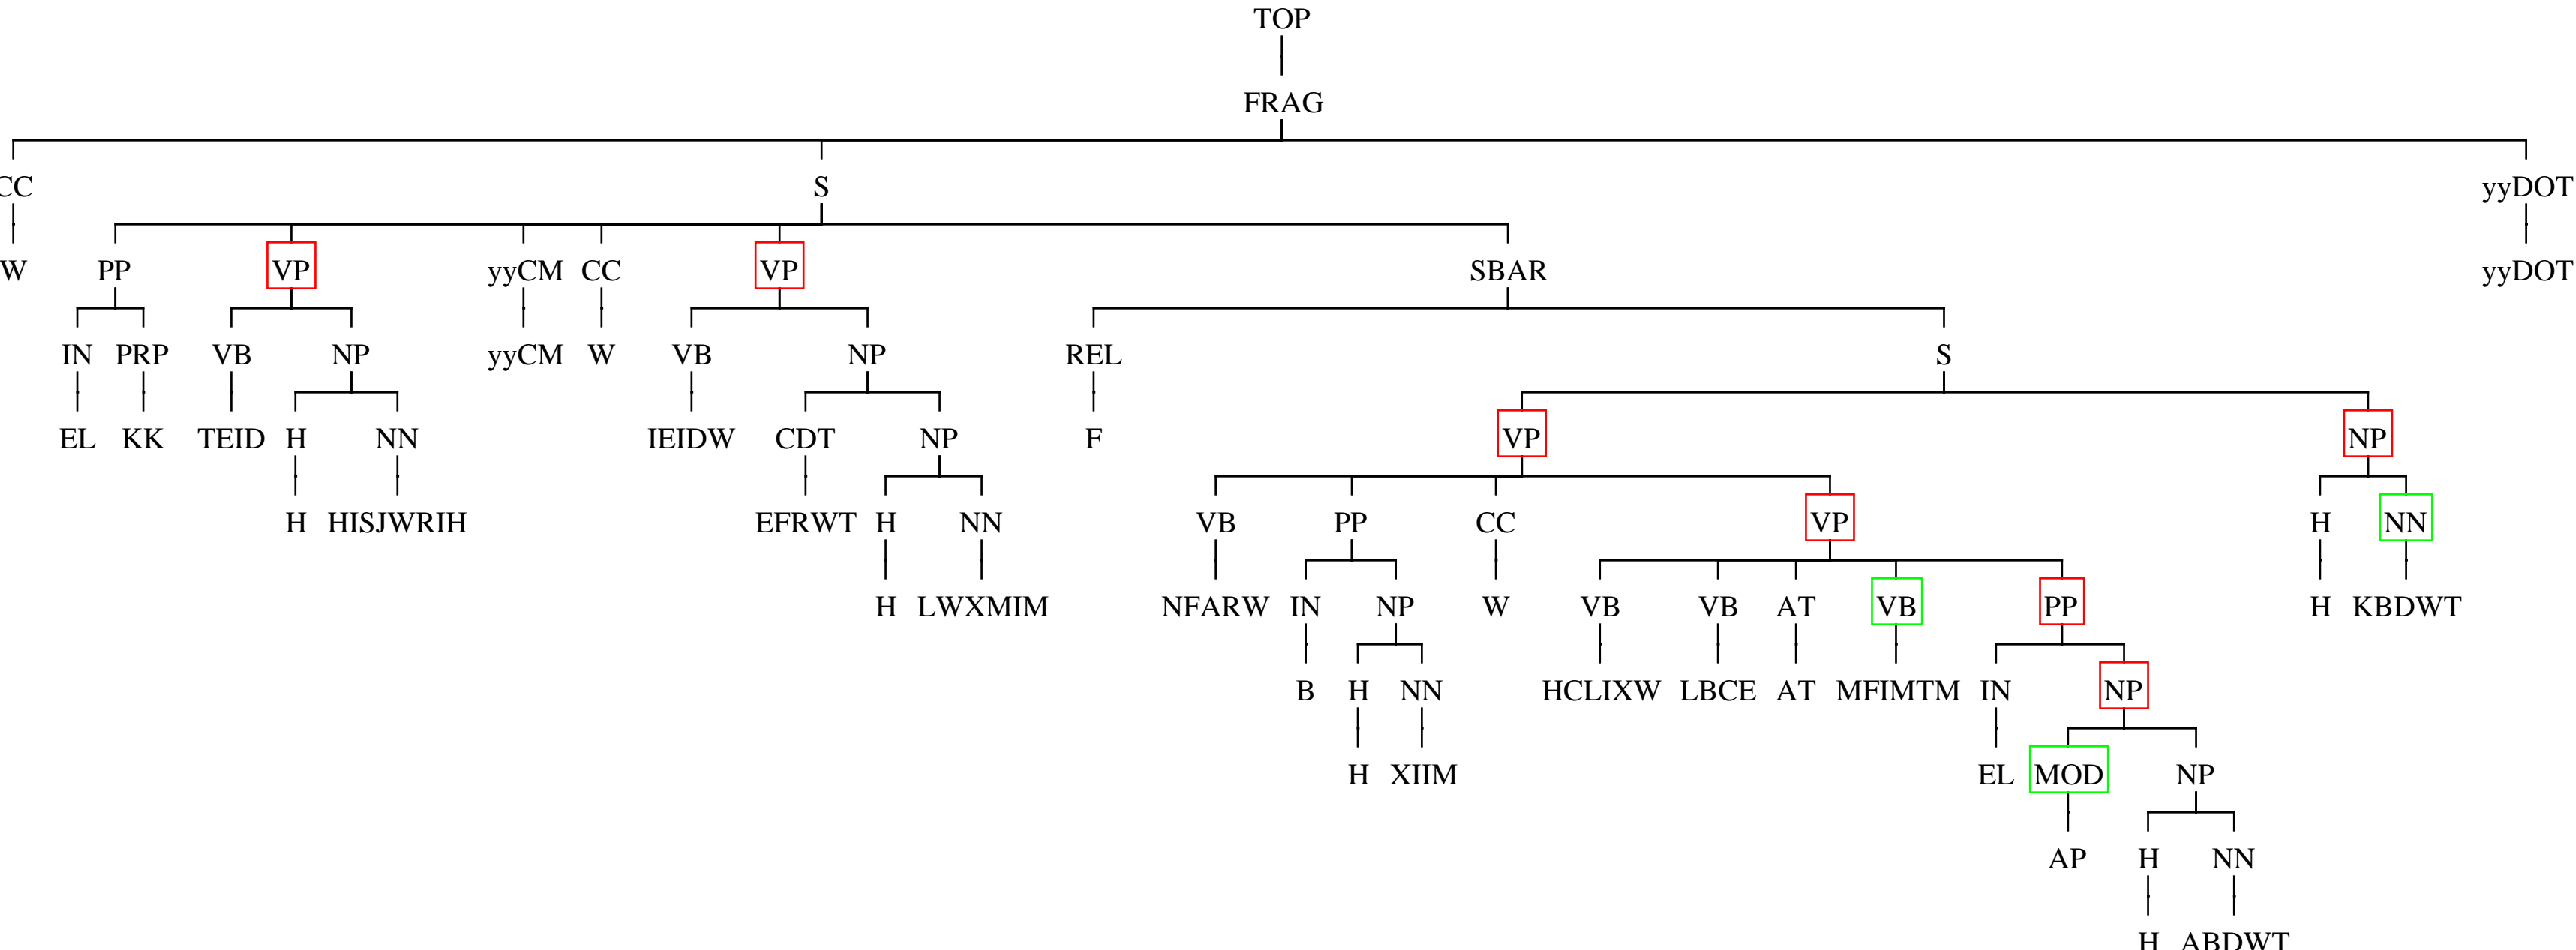 TOP
FRAG
CC S yyDOT
W PP VP yyCM CC VP SBAR yyDOT
IN PRP VB NP yyCM W VB NP REL S
EL KK TEID H NN IEIDW CDT NP F VP NP
H HISJWRIH EFRWT H NN VB PP CC VP H NN
H LWXMIM NFARW IN NP W VB VB AT VB PP H KBDWT
B H NN HCLIXW LBCE AT MFIMTM IN NP
H XIIM EL MOD NP
AP H NN
H ABDWT